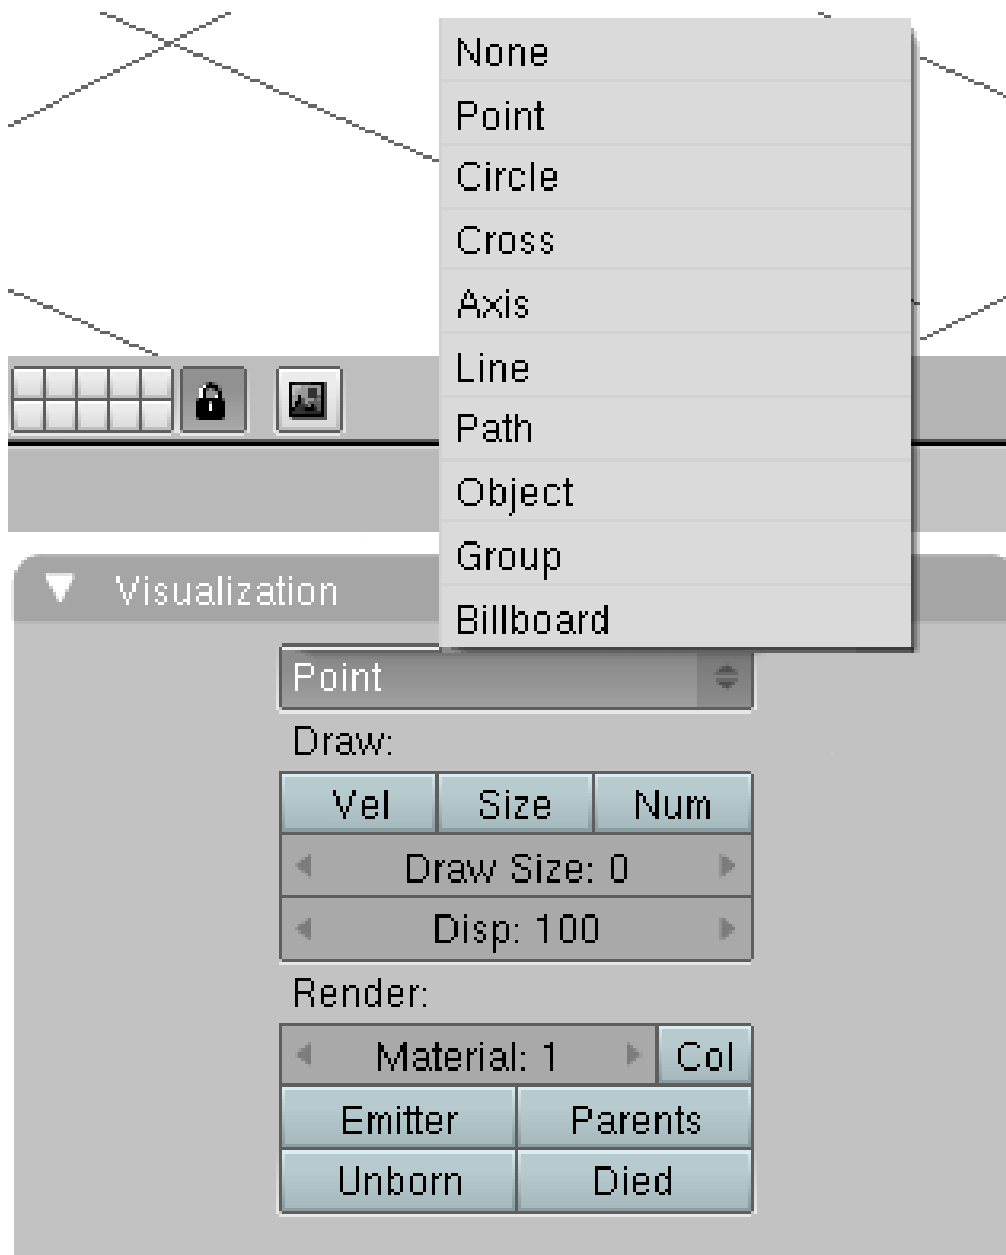 None
Point
Circle
Cross
Axis
Line
Path
Object
Group
Billboard
Visualization
Point
Draw:
Vel Size Num
Draw Size: 0
Disp: 100
Render:
Material: 1 Col
Emitter Parents
Unborn Died